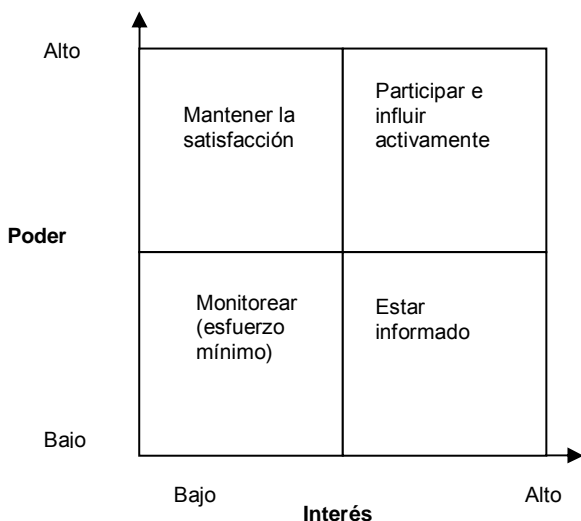 Alto
Mantener la
satisfacción
Participar e
influir
activamente
Poder
Monitorear
(esfuerzo
mínimo)
Estar
informado
Baio
Bajo
Alto
Interés